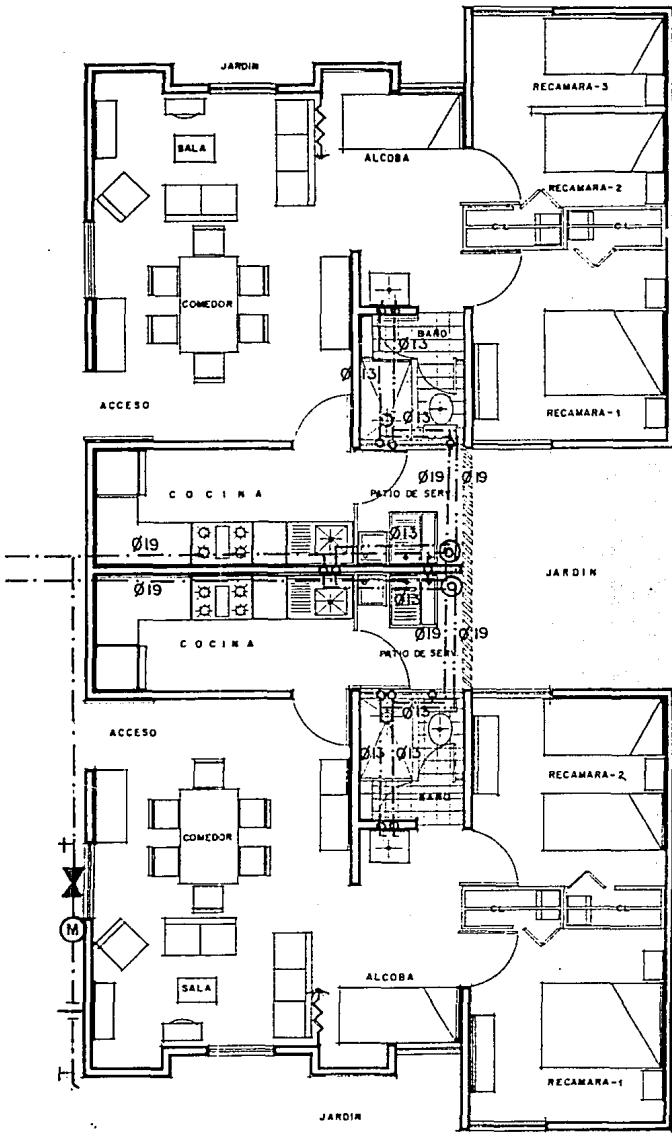 JARDIN
RECAMARA-3
SALA
ALCOBA
RECAMARA-2
CL
CL
COMEDOR
BAÑO
Ø13
Ø13
ACCESO
Ø13
RECAMARA-1
COCINA
PATIO DE SERV.
Ø19
Ø19
Ø19
Ø13
JARDIN
Ø19
Ø13
COCINA
Ø19
Ø19
PATIO DE SERV.
ACCESO
Ø13
Ø13
Ø13
RECAMARA-2
BAÑO
COMEDOR
CL
CL
M
SALA
ALCOBA
RECAMARA-1
JARDIN